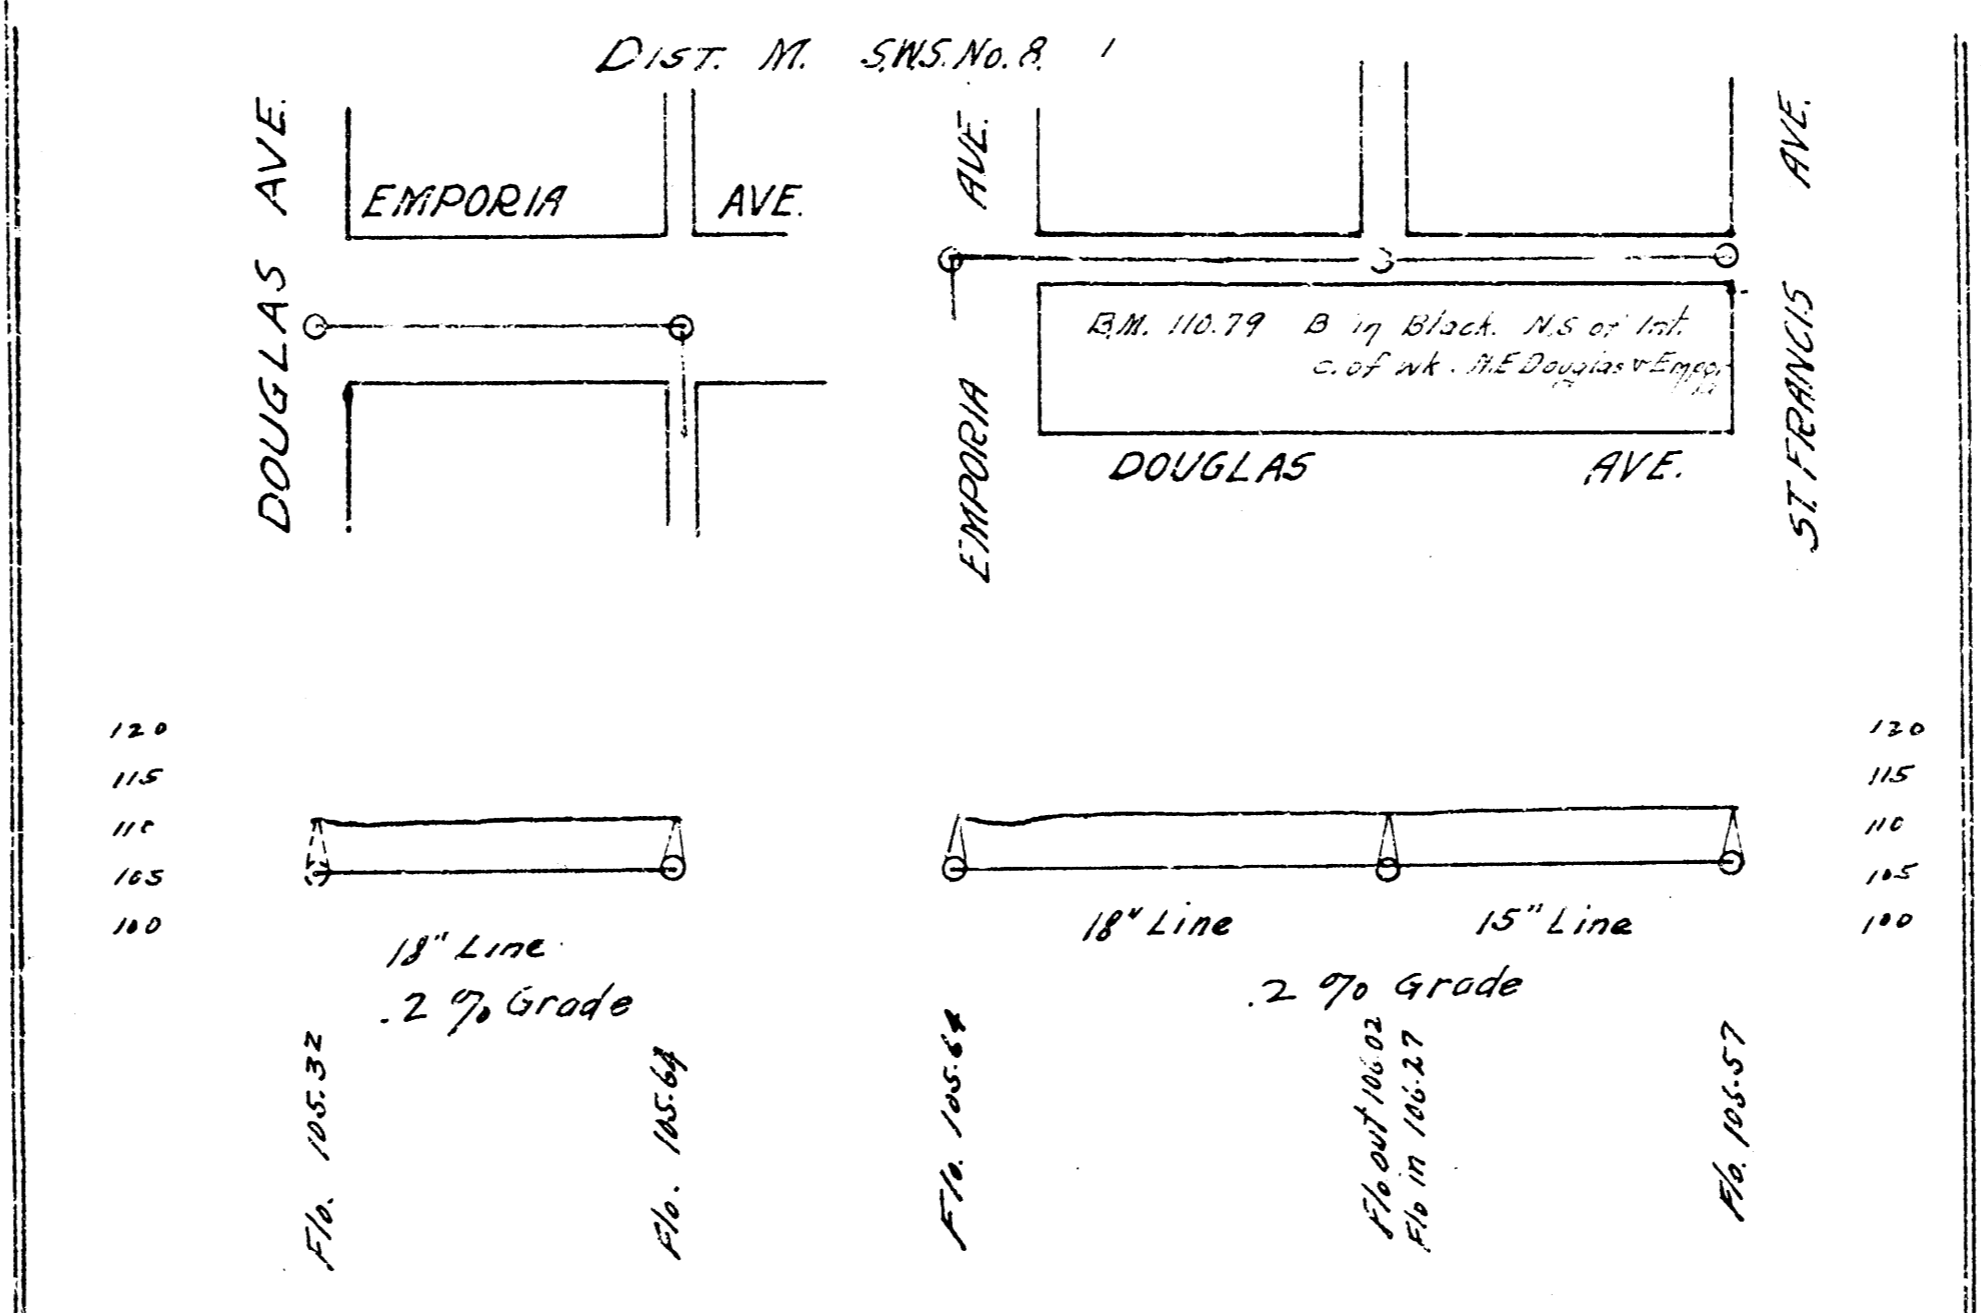 DIST. M. S.W.S. No. 8. 1
DOUGLAS AVE.
EMPORIA AVE.
EMPORIA AVE.
B.M. 110.79 B in Black. N.S of Int.
c. of wk. N.E Douglas & Empor
DOUGLAS AVE.
ST. FRANCIS AVE.
120
115
110
105
100
18" Line
.2 % Grade
Flo. 105.32
Flo. 105.64
18" Line
15" Line
.2 % Grade
Flo. 105.64
Flo out 106.02
Flo in 106.27
Flo. 106.57
120
115
110
105
100